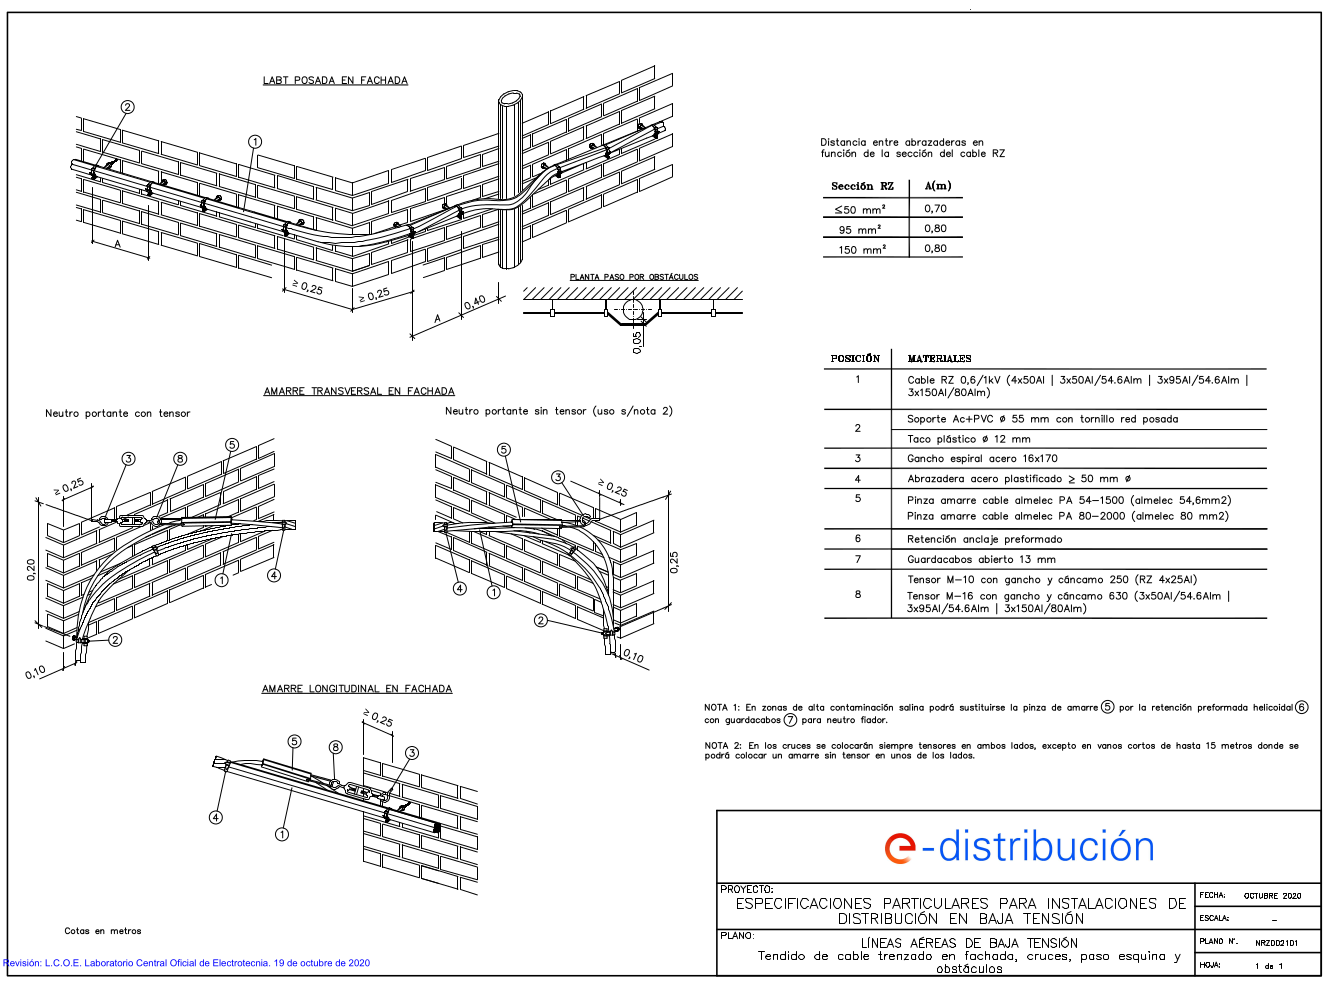 LABT POSADA EN FACHADA
2
1
A
≥ 0,25
≥ 0,25
A
0,40
PLANTA PASO POR OBSTÁCULOS
0,05
Distancia entre abrazaderas en
función de la sección del cable RZ
Sección RZ A(m)
≤50 mm² 0,70
95 mm² 0,80
150 mm² 0,80
AMARRE TRANSVERSAL EN FACHADA
Neutro portante con tensor
Neutro portante sin tensor (uso s/nota 2)
≥ 0,25
3
8
5
0,20
1
4
2
0,10
5
3
≥ 0,25
0,25
4
1
2
0,10
AMARRE LONGITUDINAL EN FACHADA
≥ 0,25
5
8
3
4
1
POSICIÓN MATERIALES
1 Cable RZ 0,6/1kV (4x50Al | 3x50Al/54.6Alm | 3x95Al/54.6Alm |
3x150Al/80Alm)
2 Soporte Ac+PVC ø 55 mm con tornillo red posada
Taco plástico ø 12 mm
3 Gancho espiral acero 16x170
4 Abrazadera acero plastificado ≥ 50 mm ø
5 Pinza amarre cable almelec PA 54-1500 (almelec 54,6mm2)
Pinza amarre cable almelec PA 80-2000 (almelec 80 mm2)
6 Retención anclaje preformado
7 Guardacabos abierto 13 mm
8 Tensor M-10 con gancho y cáncamo 250 (RZ 4x25Al)
Tensor M-16 con gancho y cáncamo 630 (3x50Al/54.6Alm |
3x95Al/54.6Alm | 3x150Al/80Alm)
NOTA 1: En zonas de alta contaminación salina podrá sustituirse la pinza de amarre 5 por la retención preformada helicoidal 6
con guardacabos 7 para neutro fiador.
NOTA 2: En los cruces se colocarán siempre tensores en ambos lados, excepto en vanos cortos de hasta 15 metros donde se
podrá colocar un amarre sin tensor en unos de los lados.
e-distribución
PROYECTO:
ESPECIFICACIONES PARTICULARES PARA INSTALACIONES DE
DISTRIBUCIÓN EN BAJA TENSIÓN
PLANO:
LÍNEAS AÉREAS DE BAJA TENSIÓN
Tendido de cable trenzado en fachada, cruces, paso esquina y
obstáculos
FECHA: OCTUBRE 2020
ESCALA: -
PLANO Nº. NRZ002101
HOJA: 1 de 1
Cotas en metros
Revisión: L.C.O.E. Laboratorio Central Oficial de Electrotecnia. 19 de octubre de 2020